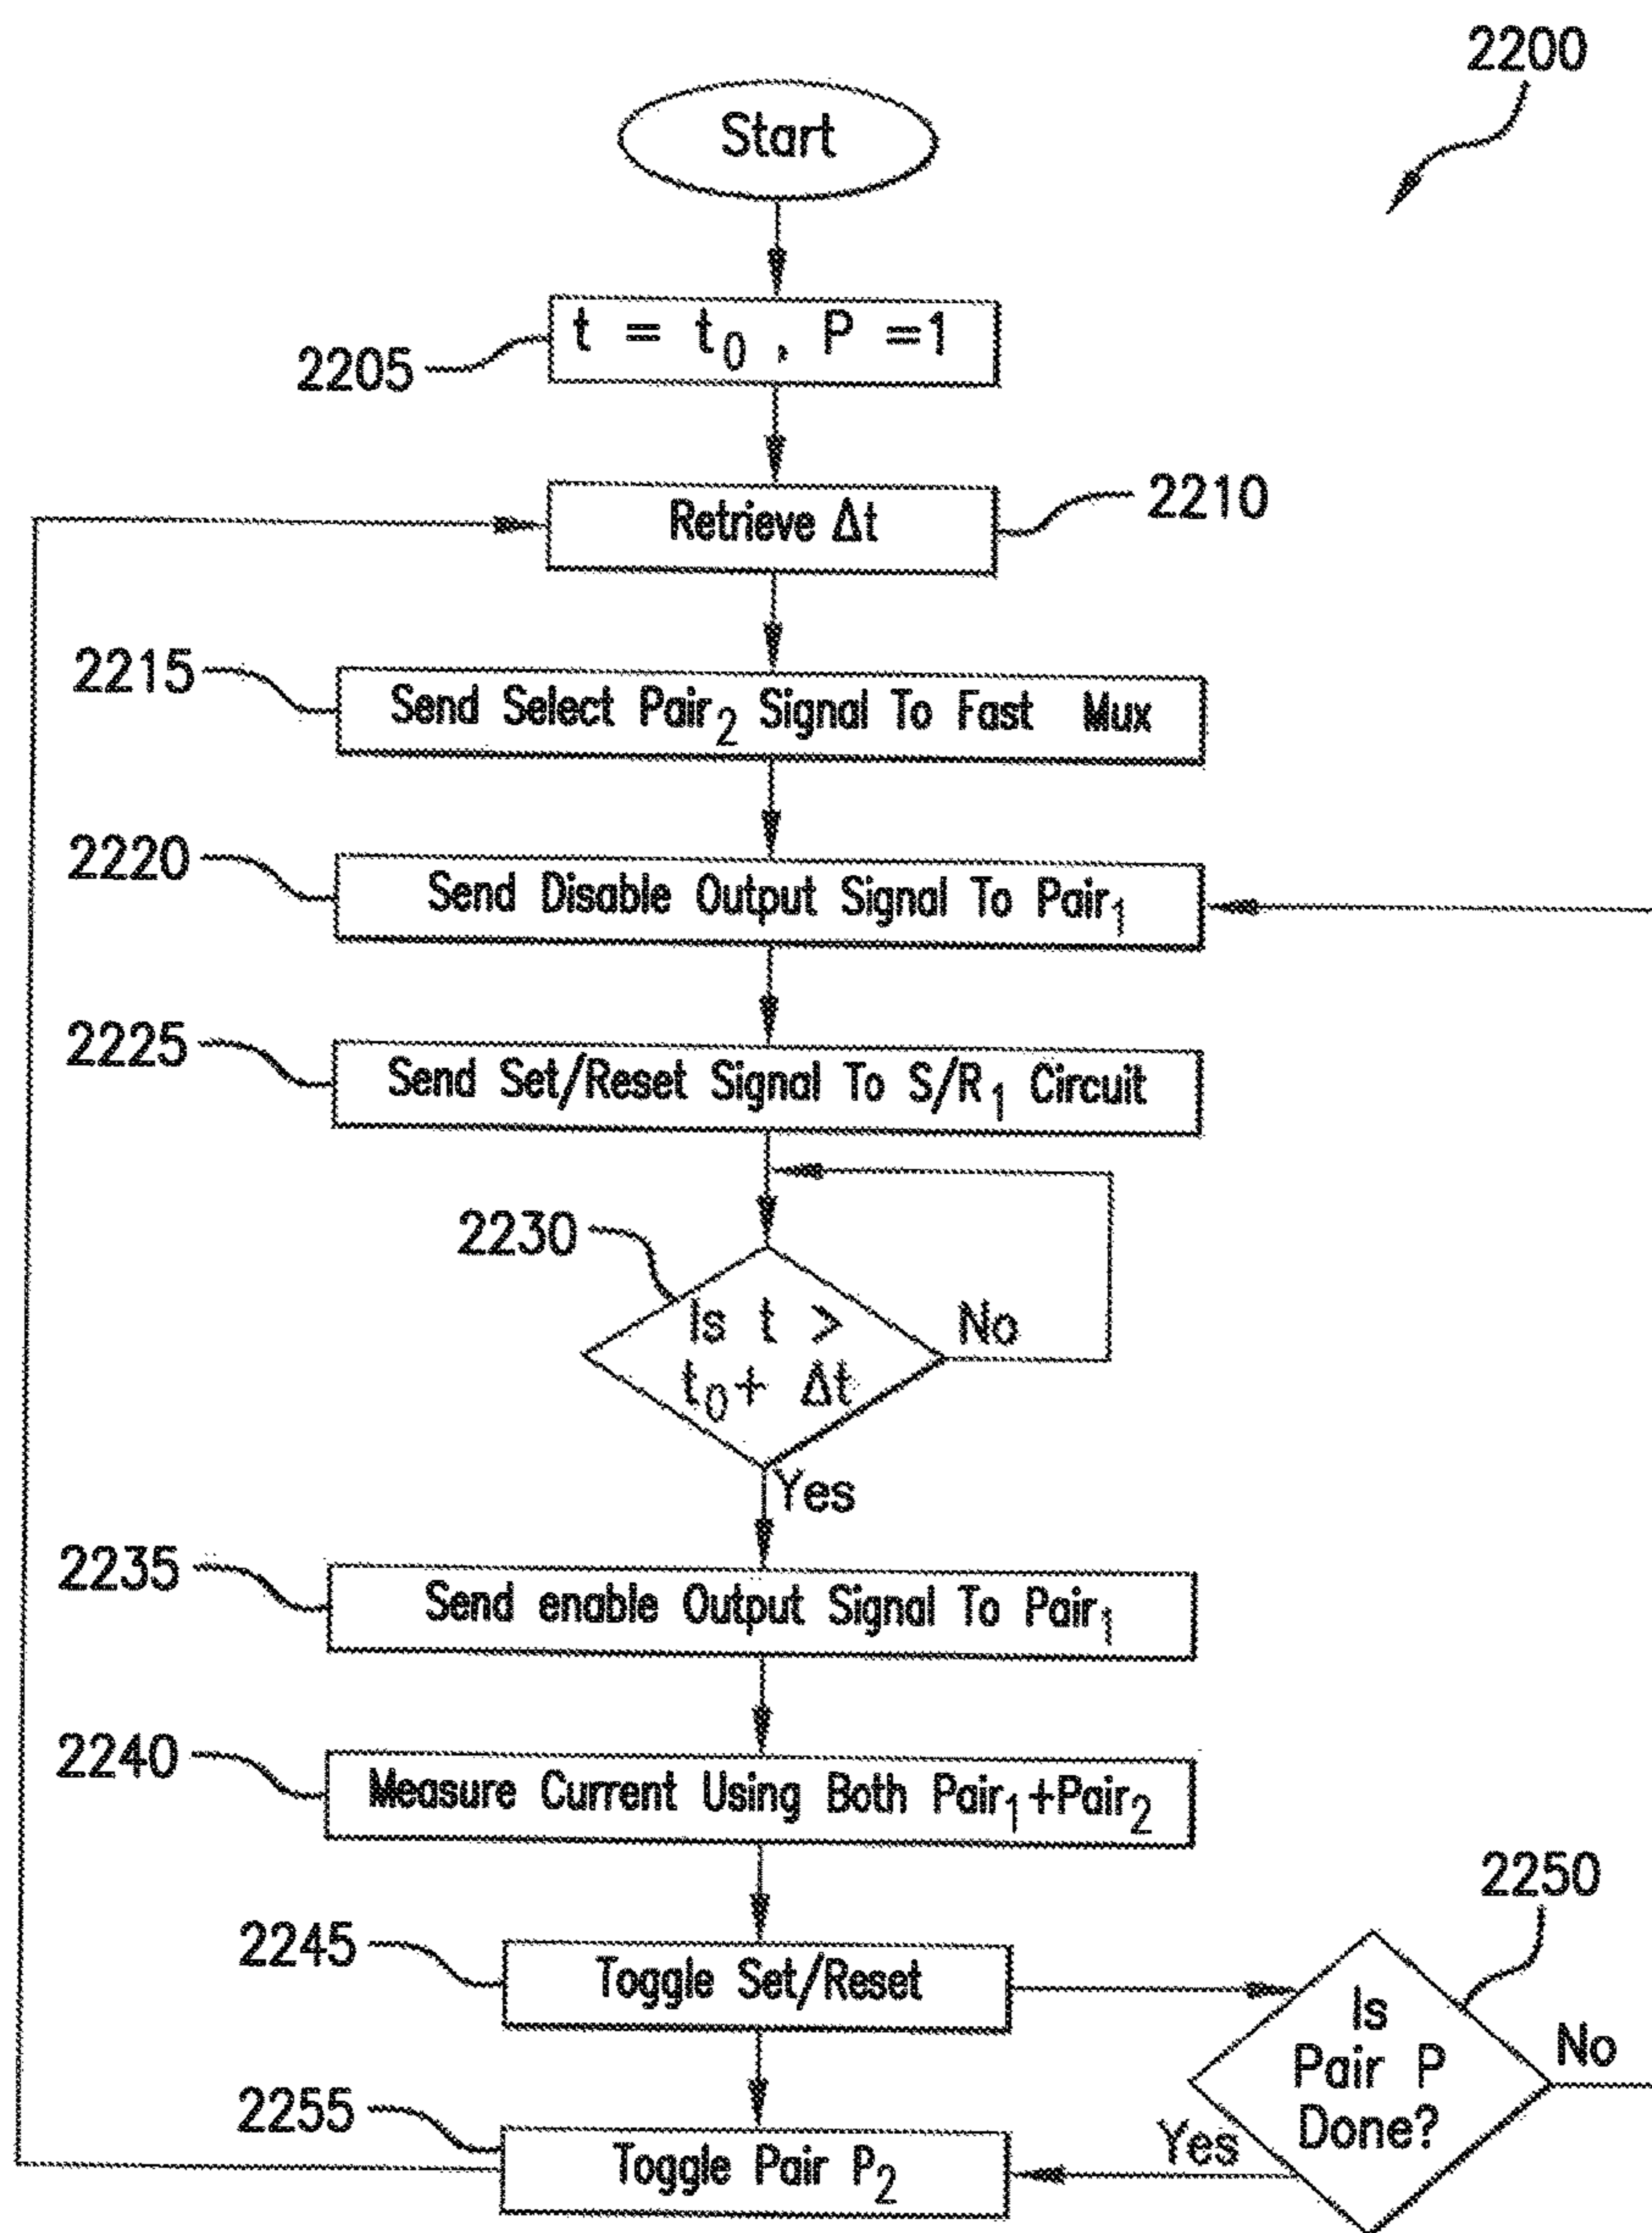 2200
Start
t = t₀ , P =1
2205
Retrieve Δt
2210
2215
Send Select Pair₂ Signal To Fast Mux
2220
Send Disable Output Signal To Pair₁
2225
Send Set/Reset Signal To S/R₁ Circuit
2230
Is t >
t₀+ Δt
No
Yes
2235
Send enable Output Signal To Pair₁
2240
Measure Current Using Both Pair₁+Pair₂
2245
Toggle Set/Reset
2250
Is
Pair P
Done?
No
Yes
2255
Toggle Pair P₂